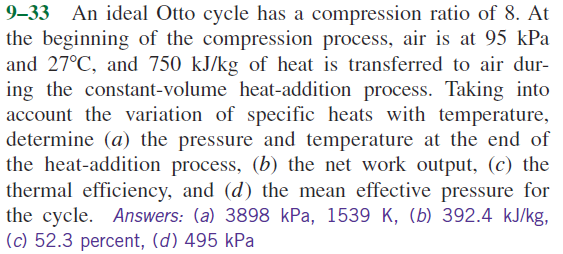 9–33 An ideal Otto cycle has a compression ratio of 8. At
the beginning of the compression process, air is at 95 kPa
and 27°C, and 750 kJ/kg of heat is transferred to air dur-
ing the constant-volume heat-addition process. Taking into
account the variation of specific heats with temperature,
determine (a) the pressure and temperature at the end of
the heat-addition process, (b) the net work output, (c) the
thermal efficiency, and (d) the mean effective pressure for
the cycle. Answers: (a) 3898 kPa, 1539 K, (b) 392.4 kJ/kg,
(c) 52.3 percent, (d) 495 kPa